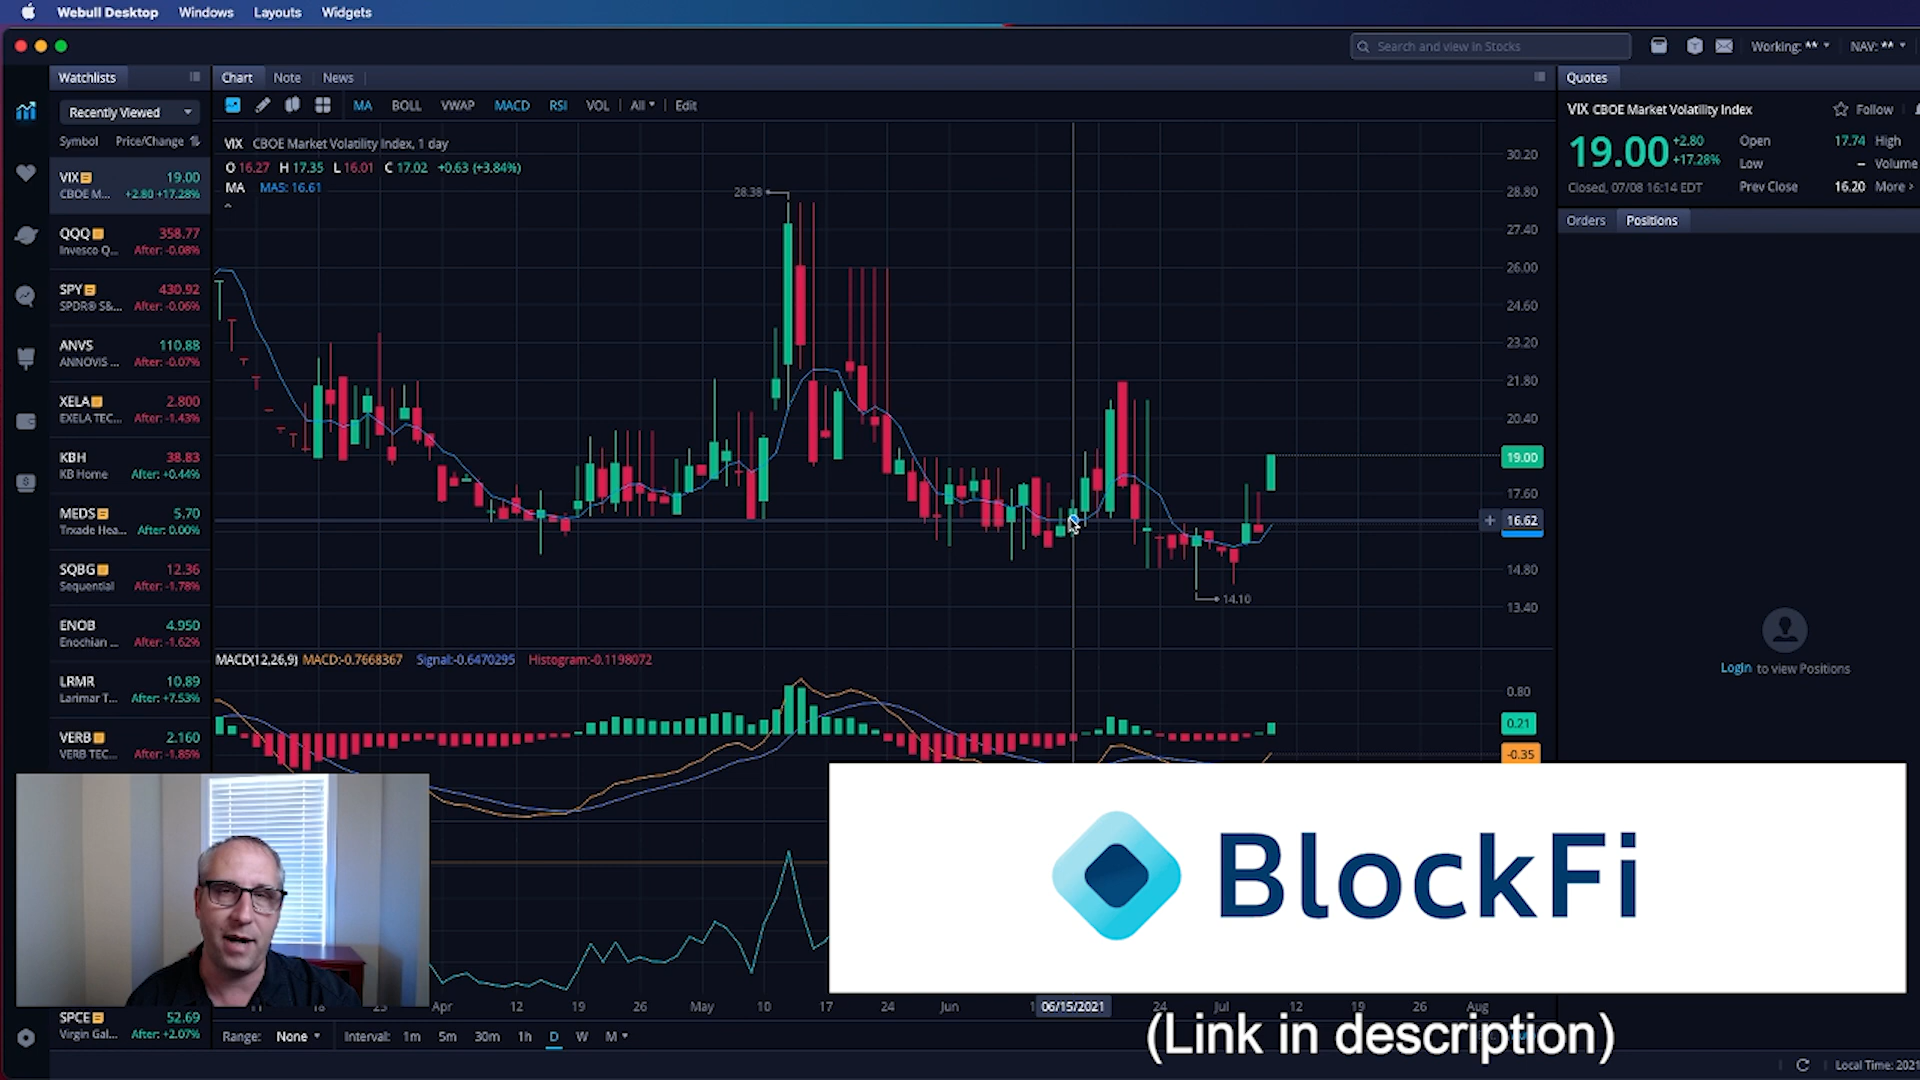 Webull Desktop Windows Layouts Widgets
Search and view in Stocks Working: ** NAV: **
Watchlists Chart Note News Quotes
Recently Viewed MA BOLL VWAP MACD RSI VOL All Edit
Symbol Price/Change
VIX CBOE Market Volatility Index Follow
19.00 +2.80 +17.28% Open 17.74 High
Low – Volume
Closed, 07/08 16:14 EDT Prev Close 16.20 More >
Orders Positions
Login to view Positions
VIX 19.00
CBOE M... +2.80 +17.28%
QQQ 358.77
Invesco Q... After: -0.08%
SPY 430.92
SPDR® S&... After: -0.06%
ANVS 110.88
ANNOVIS ... After: -0.07%
XELA 2.800
EXELA TEC... After: -1.43%
KBH 38.83
KB Home After: +0.44%
MEDS 5.70
Trxade Hea... After: 0.00%
SQBG 12.36
Sequential After: -1.78%
ENOB 4.950
Enochian ... After: -1.62%
LRMR 10.89
Larimar T... After: +7.53%
VERB 2.160
VERB TEC... After: -1.85%
SPCE 52.69
Virgin Gal... After: +2.07%
VIX CBOE Market Volatility Index, 1 day
O 16.27 H 17.35 L 16.01 C 17.02 +0.63 (+3.84%)
MA MA5: 16.61
28.38
14.10
30.20
28.80
27.40
26.00
24.60
23.20
21.80
20.40
19.00
17.60
16.62
14.80
13.40
MACD(12,26,9) MACD:-0.7668367 Signal:-0.6470295 Histogram:-0.1198072
0.80
0.21
-0.35
BlockFi
(Link in description)
Apr 12 19 26 May 10 17 24 Jun 06/15/2021 24 Jul 12 19 26 Aug
Range: None Interval: 1m 5m 30m 1h D W M
Local Time: 2021